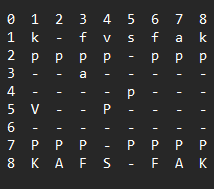 0 1 2 3 4 5 6 7 8
1 k - f v s f a k
2 p p p p - p p p
3 - - a - - - - -
4 - - - - p - - -
5 V - - P - - - -
6 - - - - - - - -
7 P P P - P P P P
8 K A F S - F A K